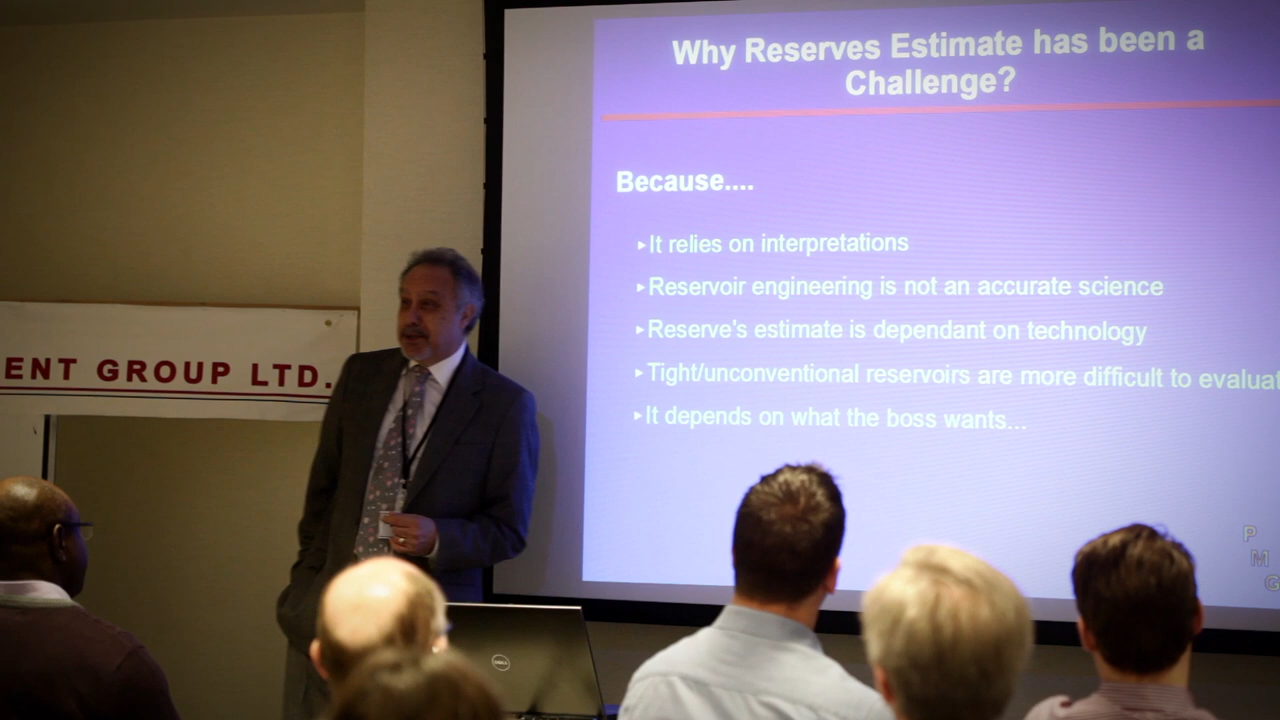 Why Reserves Estimate has been a
Challenge?
Because....
▸It relies on interpretations
▸Reservoir engineering is not an accurate science
▸Reserve's estimate is dependant on technology
▸Tight/unconventional reservoirs are more difficult to evaluat
▸It depends on what the boss wants...
ENT GROUP LTD.
DELL
P
M
G